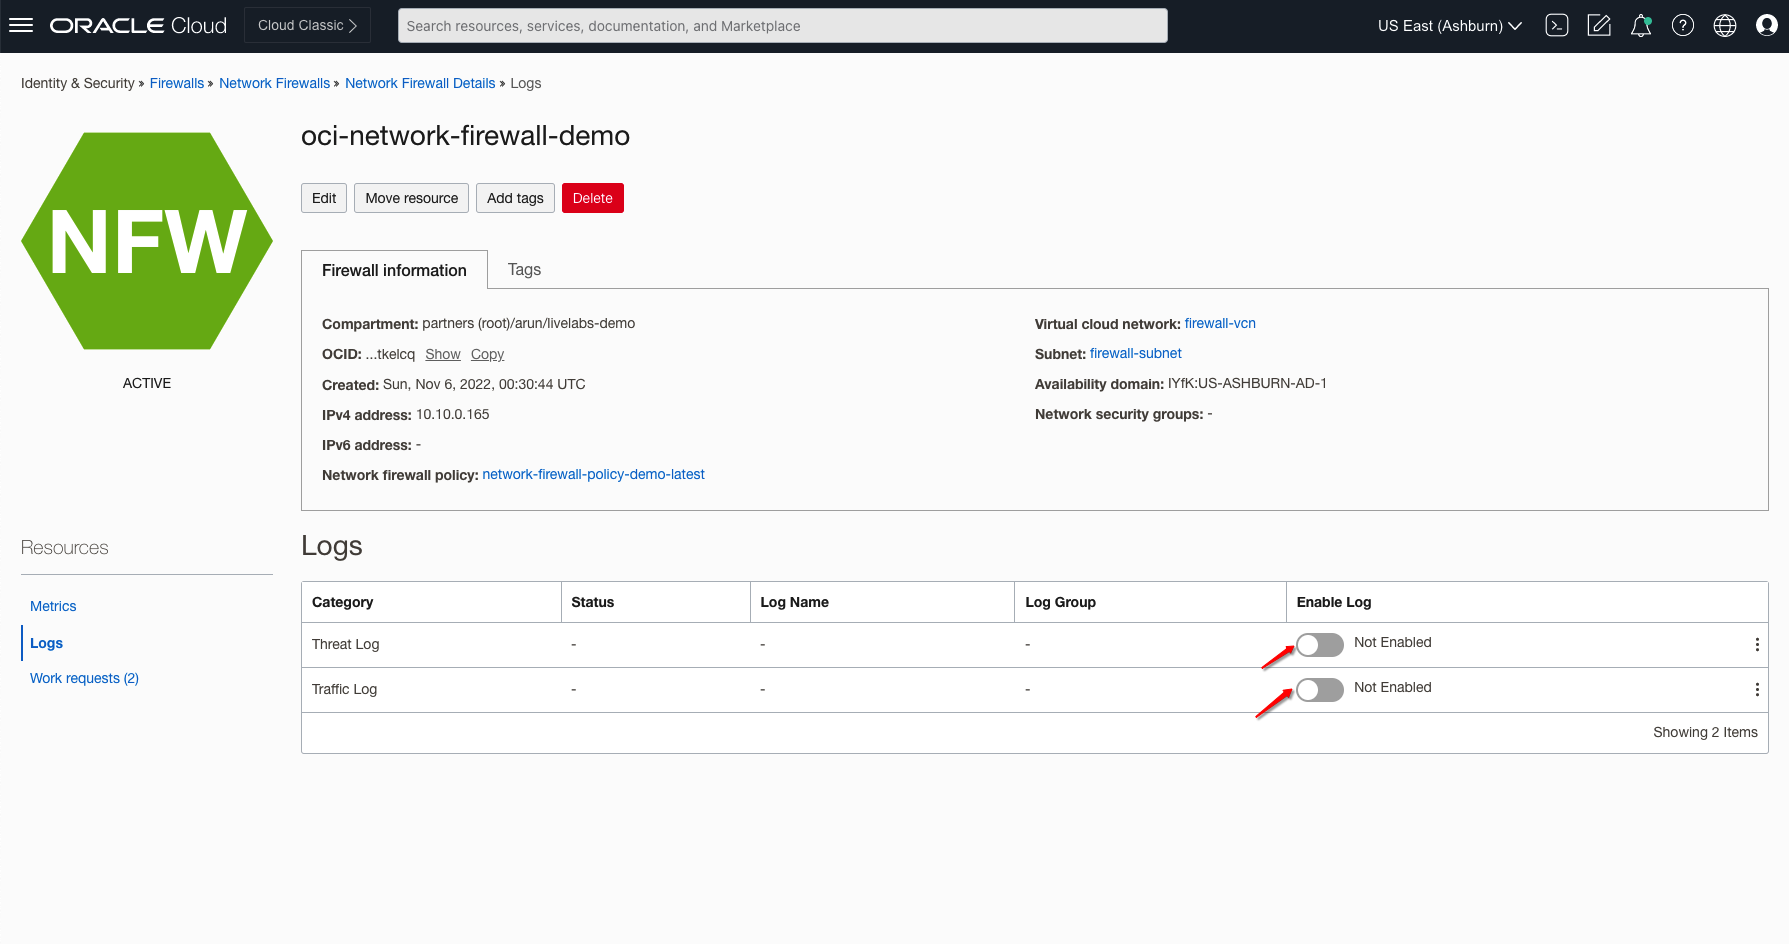 ORACLE Cloud
Cloud Classic
Search resources, services, documentation, and Marketplace
US East (Ashburn)
Identity & Security » Firewalls » Network Firewalls » Network Firewall Details » Logs
NFW
ACTIVE
oci-network-firewall-demo
Edit
Move resource
Add tags
Delete
Firewall information
Tags
Compartment: partners (root)/arun/livelabs-demo
OCID: ...tkelcq Show Copy
Created: Sun, Nov 6, 2022, 00:30:44 UTC
IPv4 address: 10.10.0.165
IPv6 address: -
Network firewall policy: network-firewall-policy-demo-latest
Virtual cloud network: firewall-vcn
Subnet: firewall-subnet
Availability domain: IYfK:US-ASHBURN-AD-1
Network security groups: -
Resources
Metrics
Logs
Work requests (2)
Logs
Category Status Log Name Log Group Enable Log
Threat Log - - - Not Enabled
Traffic Log - - - Not Enabled
Showing 2 Items